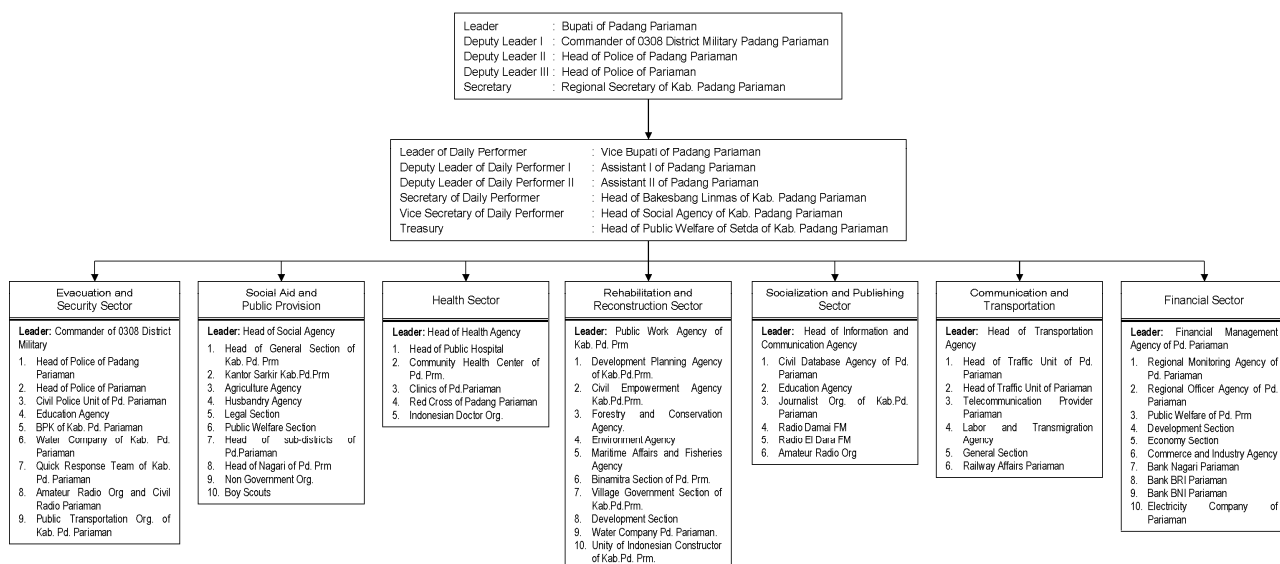 Leader : Bupati of Padang Pariaman
Deputy Leader I : Commander of 0308 District Military Padang Pariaman
Deputy Leader II : Head of Police of Padang Pariaman
Deputy Leader III : Head of Police of Pariaman
Secretary : Regional Secretary of Kab. Padang Pariaman
Leader of Daily Performer : Vice Bupati of Padang Pariaman
Deputy Leader of Daily Performer I : Assistant I of Padang Pariaman
Deputy Leader of Daily Performer II : Assistant II of Padang Pariaman
Secretary of Daily Performer : Head of Bakesbang Linmas of Kab. Padang Pariaman
Vice Secretary of Daily Performer : Head of Social Agency of Kab. Padang Pariaman
Treasury : Head of Public Welfare of Setda of Kab. Padang Pariaman
Evacuation and
Security Sector
Leader: Commander of 0308 District
Military
1. Head of Police of Padang
Pariaman
2. Head of Police of Pariaman
3. Civil Police Unit of Pd. Pariaman
4. Education Agency
5. BPK of Kab. Pd. Pariaman
6. Water Company of Kab. Pd.
Pariaman
7. Quick Response Team of Kab.
Pd. Pariaman
8. Amateur Radio Org and Civil
Radio Pariaman
9. Public Transportation Org. of
Kab. Pd. Pariaman
Social Aid and
Public Provision
Leader: Head of Social Agency
1. Head of General Section of
Kab. Pd. Prm
2. Kantor Sarkir Kab.Pd.Prm
3. Agriculture Agency
4. Husbandry Agency
5. Legal Section
6. Public Welfare Section
7. Head of sub-districts of
Pd.Pariaman
8. Head of Nagari of Pd. Prm
9. Non Government Org.
10. Boy Scouts
Health Sector
Leader: Head of Health Agency
1. Head of Public Hospital
2. Community Health Center of
Pd. Prm.
3. Clinics of Pd.Pariaman
4. Red Cross of Padang Pariaman
5. Indonesian Doctor Org.
Rehabilitation and
Reconstruction Sector
Leader: Public Work Agency of
Kab. Pd. Prm
1. Development Planning Agency
of Kab.Pd.Prm.
2. Civil Empowerment Agency
Kab.Pd.Prm.
3. Forestry and Conservation
Agency.
4. Environment Agency
5. Maritime Affairs and Fisheries
Agency
6. Binamitra Section of Pd. Prm.
7. Village Government Section of
Kab.Pd.Prm.
8. Development Section
9. Water Company Pd. Pariaman.
10. Unity of Indonesian Constructor
of Kab.Pd. Prm.
Socialization and Publishing
Sector
Leader: Head of Information and
Communication Agency
1. Civil Database Agency of Pd.
Pariaman
2. Education Agency
3. Journalist Org. of Kab.Pd.
Pariaman
4. Radio Damai FM
5. Radio El Dara FM
6. Amateur Radio Org
Communication and
Transportation
Leader: Head of Transportation
Agency
1. Head of Traffic Unit of Pd.
Pariaman
2. Head of Traffic Unit of Pariaman
3. Telecommunication Provider
Pariaman
4. Labor and Transmigration
Agency
5. General Section
6. Railway Affairs Pariaman
Financial Sector
Leader: Financial Management
Agency of Pd. Pariaman
1. Regional Monitoring Agency of
Pd. Pariaman
2. Regional Officer Agency of Pd.
Pariaman
3. Public Welfare of Pd. Prm
4. Development Section
5. Economy Section
6. Commerce and Industry Agency
7. Bank Nagari Pariaman
8. Bank BRI Pariaman
9. Bank BNI Pariaman
10. Electricity Company of
Pariaman